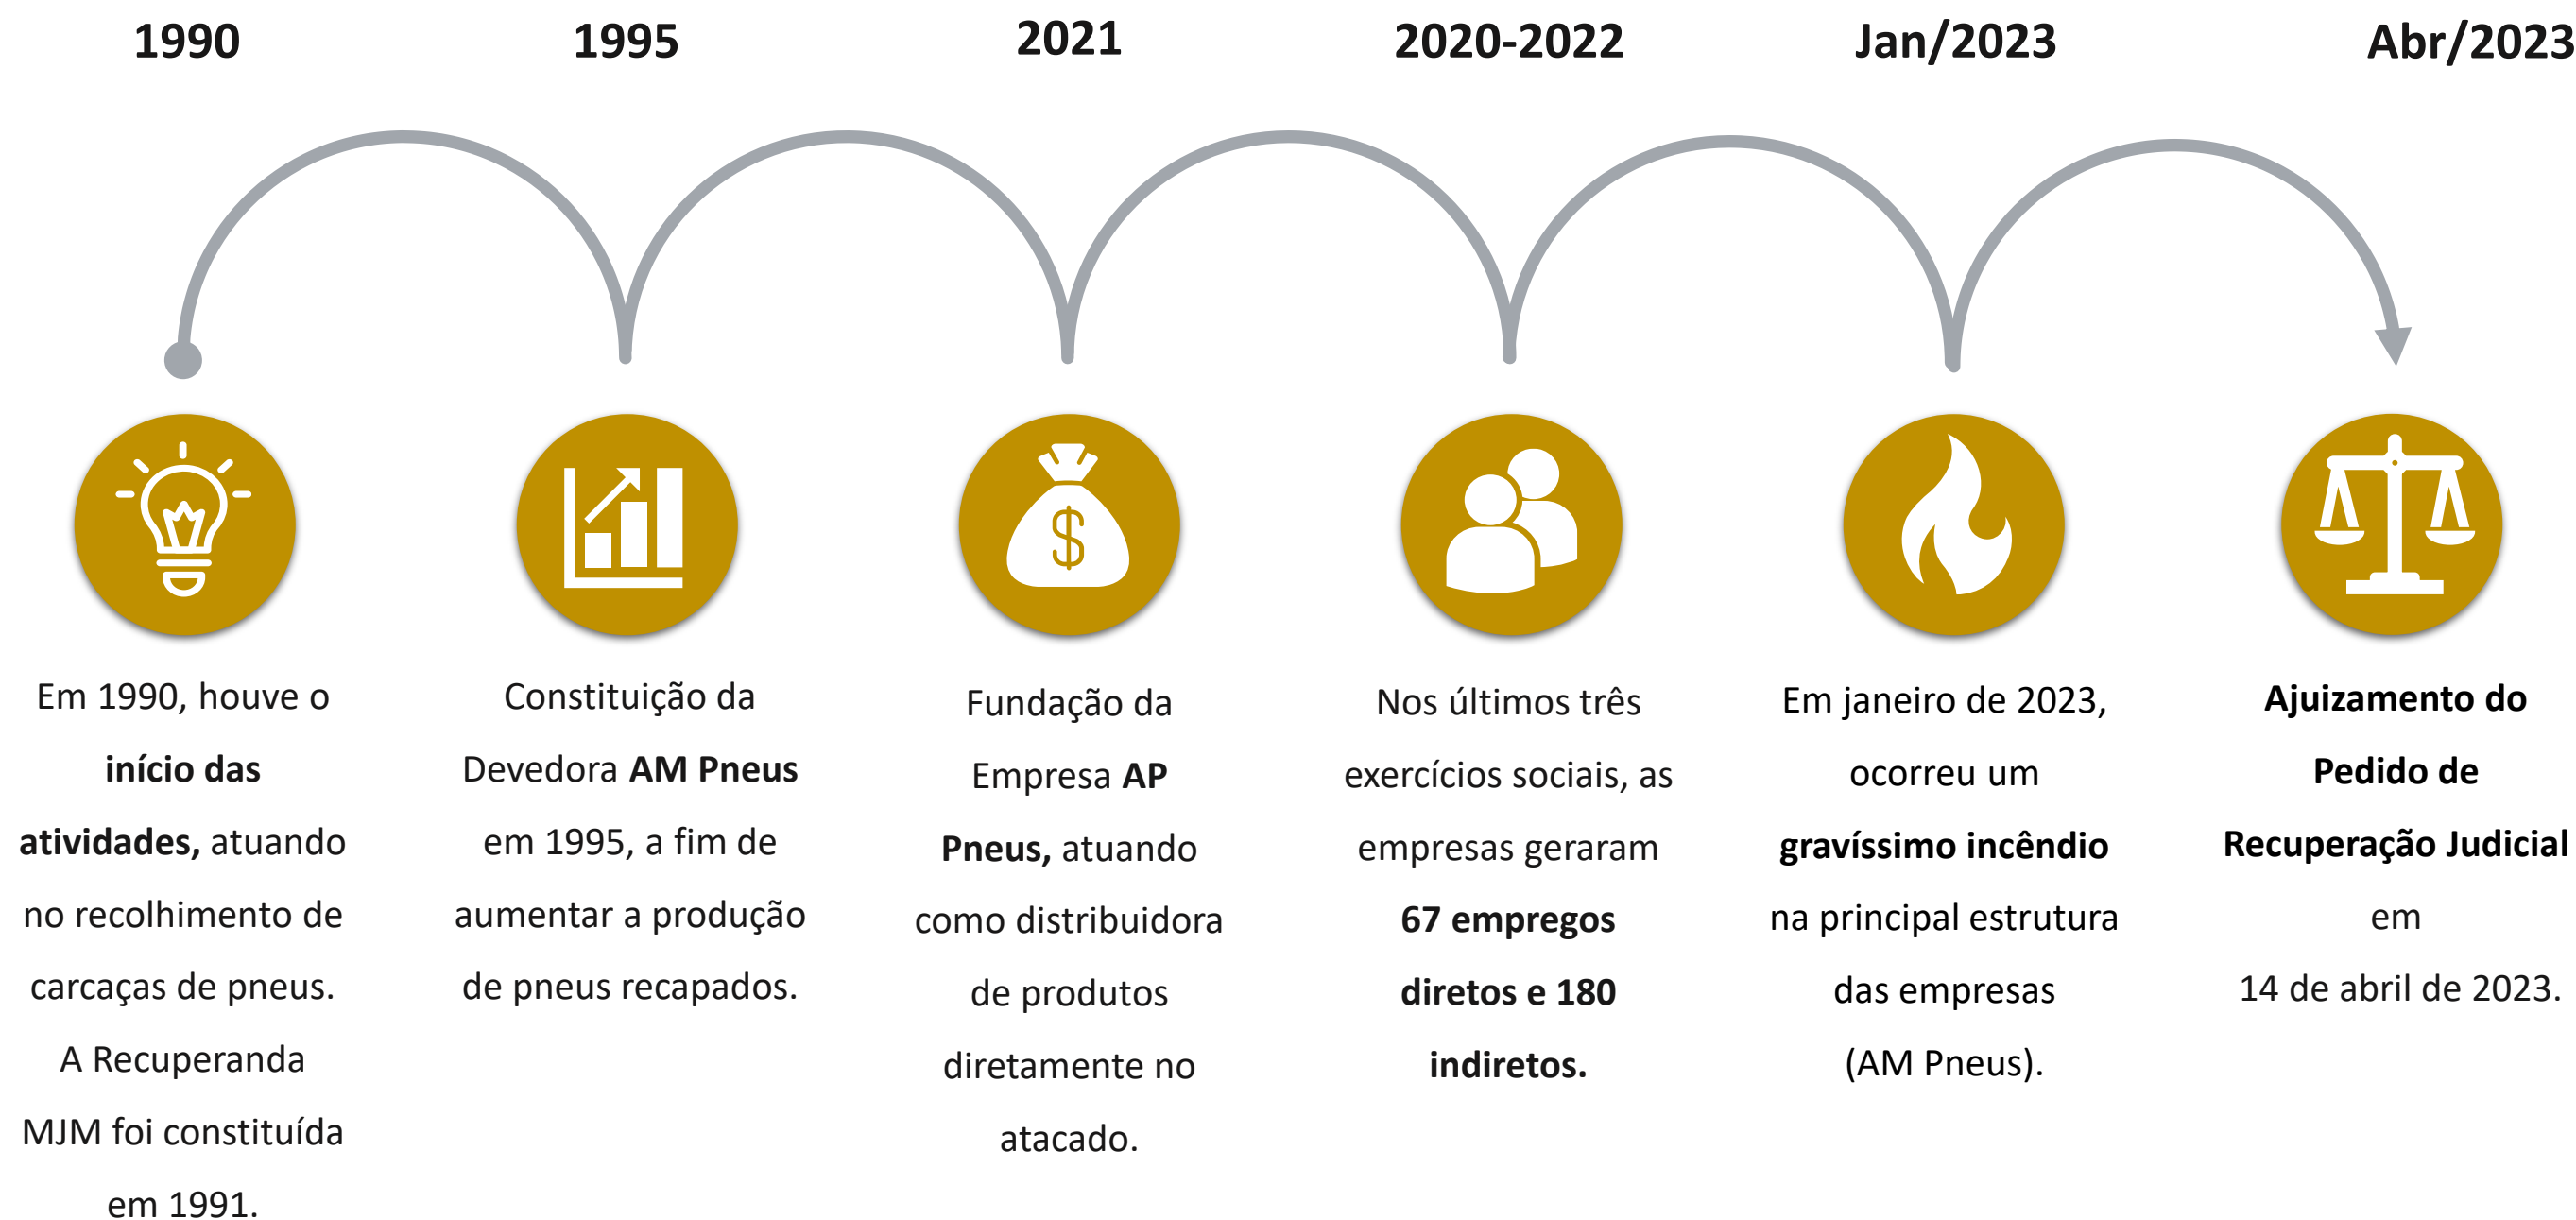 1990
Em 1990, houve o
início das
atividades, atuando
no recolhimento de
carcaças de pneus.
A Recuperanda
MJM foi constituída
em 1991.
1995
Constituição da
Devedora AM Pneus
em 1995, a fim de
aumentar a produção
de pneus recapados.
2021
Fundação da
Empresa AP
Pneus, atuando
como distribuidora
de produtos
diretamente no
atacado.
2020-2022
Nos últimos três
exercícios sociais, as
empresas geraram
67 empregos
diretos e 180
indiretos.
Jan/2023
Em janeiro de 2023,
ocorreu um
gravíssimo incêndio
na principal estrutura
das empresas
(AM Pneus).
Abr/2023
Ajuizamento do
Pedido de
Recuperação Judicial
em
14 de abril de 2023.
$